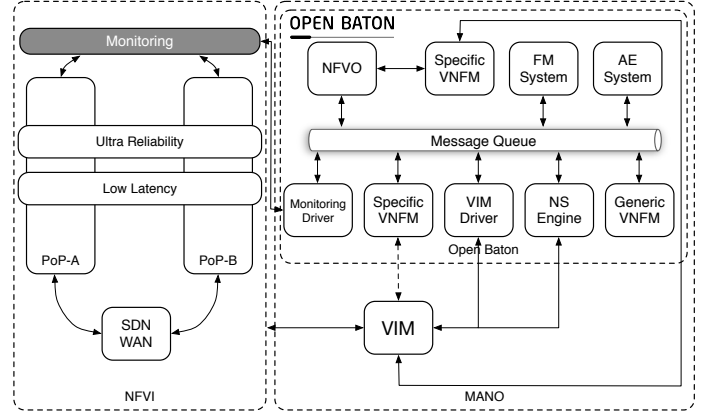 OPEN BATON
Monitoring
NFVO
Specific
VNFM
FM
System
AE
System
Ultra Reliability
Message Queue
Low Latency
Monitoring
Driver
Specific
VNFM
VIM
Driver
NS
Engine
Generic
VNFM
Open Baton
PoP-A
PoP-B
SDN
WAN
VIM
NFVI
MANO